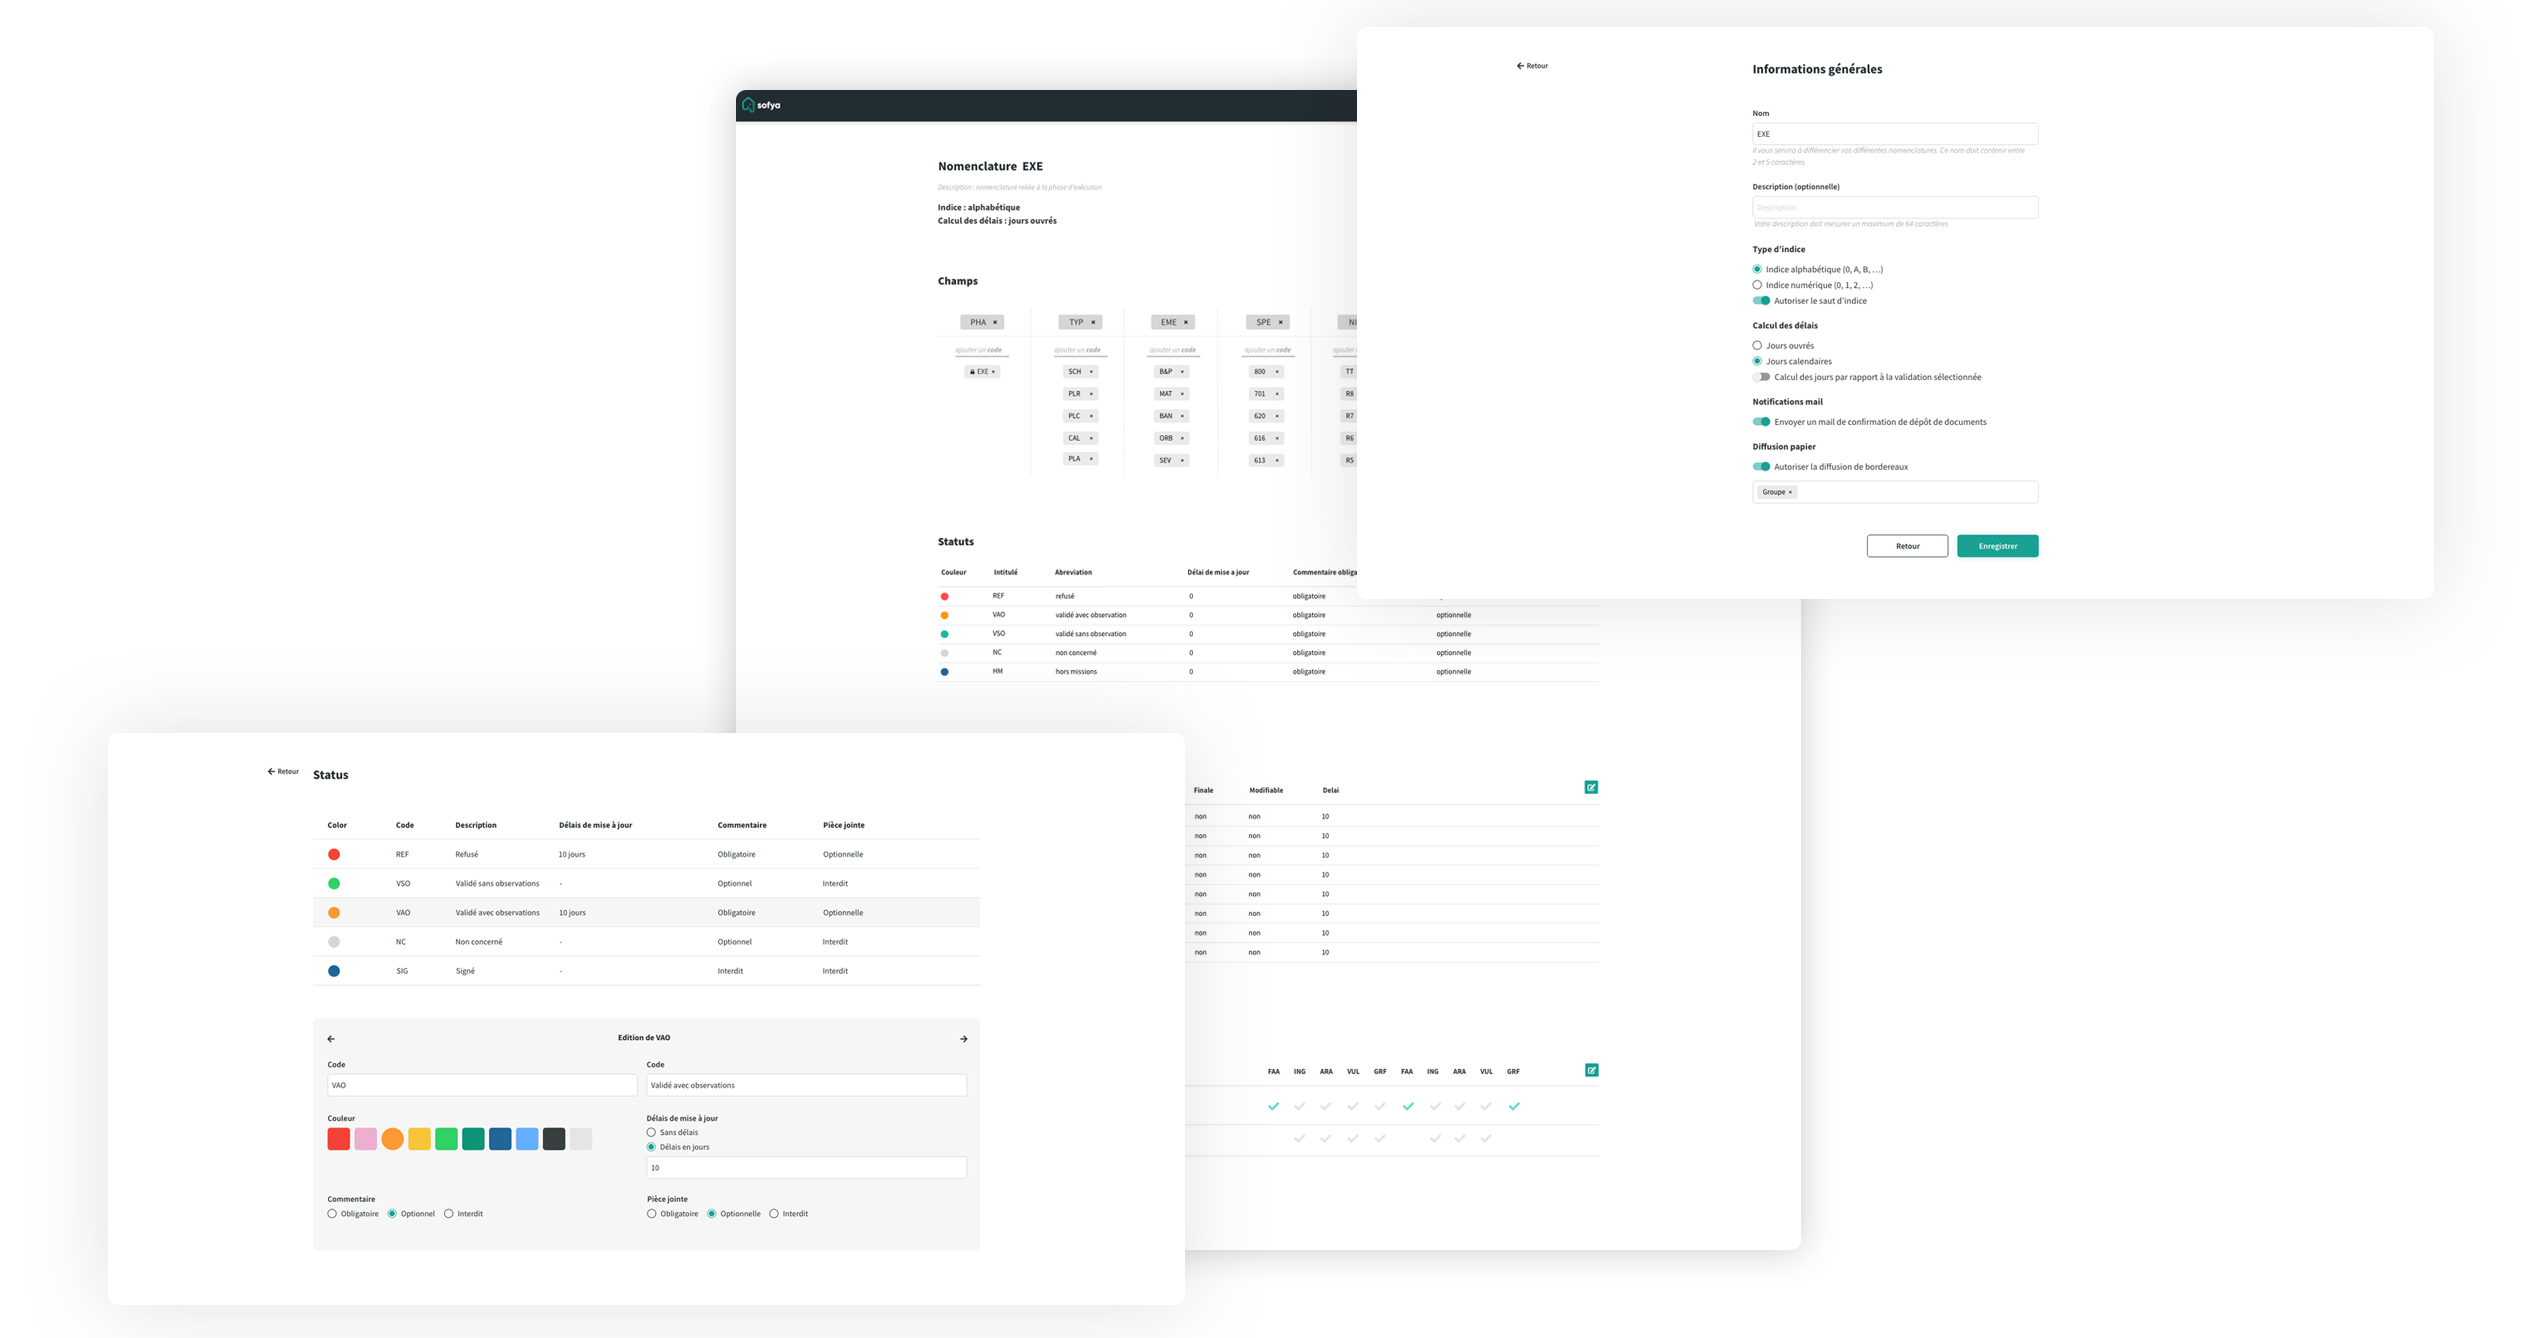 ← Retour
Informations générales
Nom
EXE
Il vous servira à différencier vos différentes nomenclatures. Ce nom doit contenir entre
2 et 5 caractères
Description (optionnelle)
Description
Votre description doit mesurer un maximum de 64 caractères
Type d'indice
Indice alphabétique (0, A, B, …)
Indice numérique (0, 1, 2, …)
Autoriser le saut d'indice
Calcul des délais
Jours ouvrés
Jours calendaires
Calcul des jours par rapport à la validation sélectionnée
Notifications mail
Envoyer un mail de confirmation de dépôt de documents
Diffusion papier
Autoriser la diffusion de bordereaux
Groupe ×
Retour Enregistrer
sofya
Nomenclature EXE
Description : nomenclature reliée à la phase d'exécution
Indice : alphabétique
Calcul des délais : jours ouvrés
Champs
PHA × TYP × EME × SPE ×
ajouter un code ajouter un code ajouter un code ajouter un code ajouter
EXE × SCH × B&P × 800 × TT
PLR × MAT × 701 × R8
PLC × BAN × 620 × R7
CAL × ORB × 616 × R6
PLA × SEV × 613 × R5
Statuts
Couleur Intitulé Abreviation Délai de mise a jour Commentaire obliga
REF refusé 0 obligatoire
VAO validé avec observation 0 obligatoire optionnelle
VSO validé sans observation 0 obligatoire optionnelle
NC non concerné 0 obligatoire optionnelle
HM hors missions 0 obligatoire optionnelle
Finale Modifiable Delai
non non 10
non non 10
non non 10
non non 10
non non 10
non non 10
non non 10
non non 10
FAA ING ARA VUL GRF FAA ING ARA VUL GRF
← Retour Status
Color Code Description Délais de mise à jour Commentaire Pièce jointe
REF Refusé 10 jours Obligatoire Optionnelle
VSO Validé sans observations - Optionnel Interdit
VAO Validé avec observations 10 jours Obligatoire Optionnelle
NC Non concerné - Optionnel Interdit
SIG Signé - Interdit Interdit
← Edition de VAO →
Code Code
VAO Validé avec observations
Couleur Délais de mise à jour
Sans délais
Délais en jours
10
Commentaire Pièce jointe
Obligatoire Optionnel Interdit Obligatoire Optionnelle Interdit